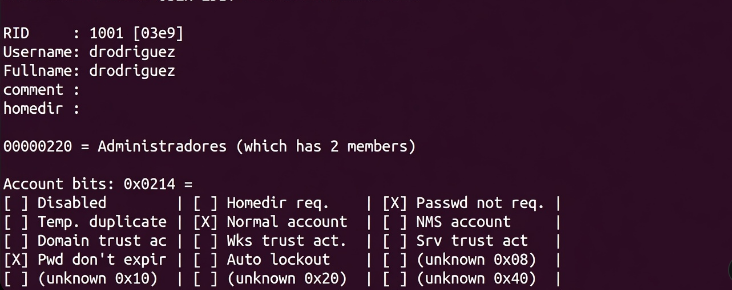 RID     : 1001 [03e9]
Username: drodriguez
Fullname: drodriguez
comment :
homedir :
00000220 = Administradores (which has 2 members)
Account bits: 0x0214 =
[ ] Disabled        | [ ] Homedir req.    | [X] Passwd not req. |
[ ] Temp. duplicate | [X] Normal account  | [ ] NMS account     |
[ ] Domain trust ac | [ ] Wks trust act.  | [ ] Srv trust act   |
[X] Pwd don't expir | [ ] Auto lockout    | [ ] (unknown 0x08)  |
[ ] (unknown 0x10)  | [ ] (unknown 0x20)  | [ ] (unknown 0x40)  |